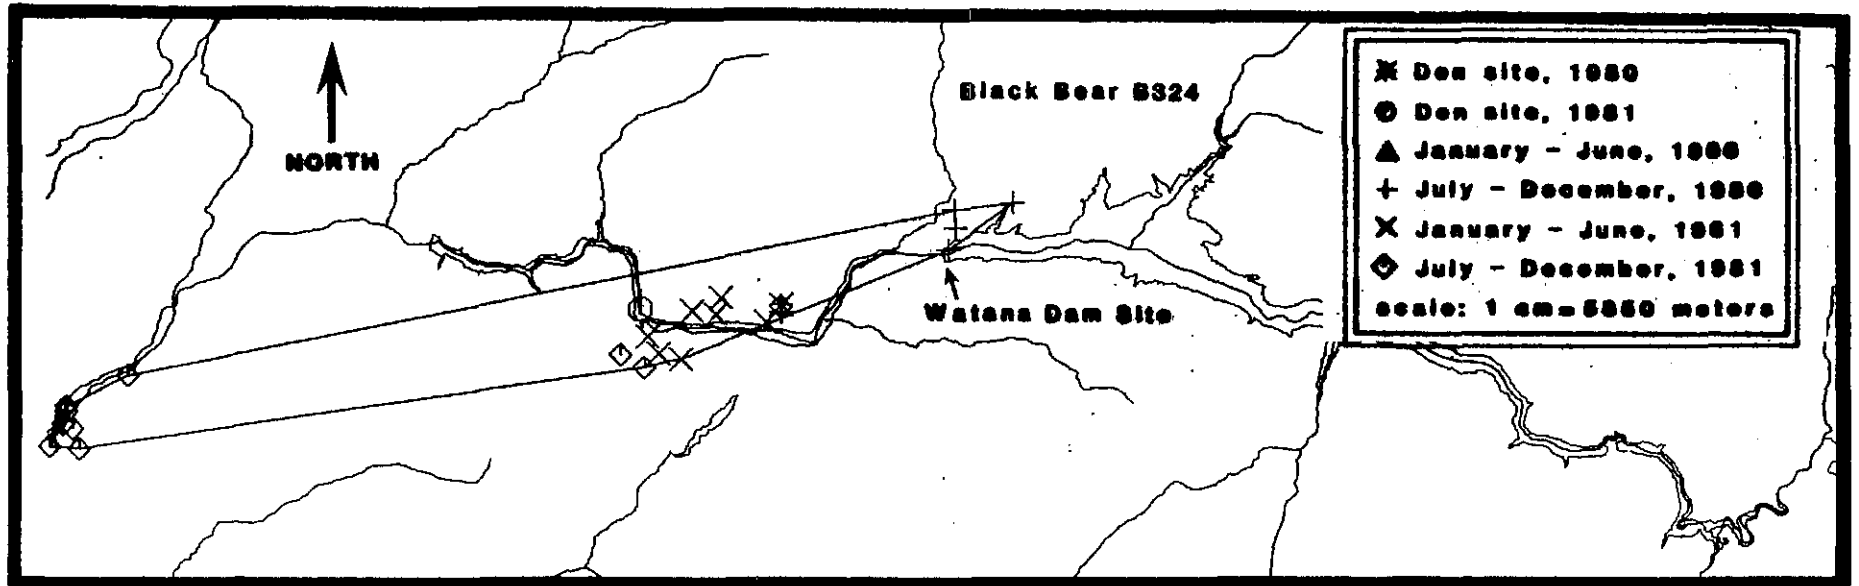 NORTH
Black Bear B324
Watana Dam Site
Den site, 1980
Den site, 1981
January - June, 1980
July - December, 1980
January - June, 1981
July - December, 1981
scale: 1 cm=5850 meters